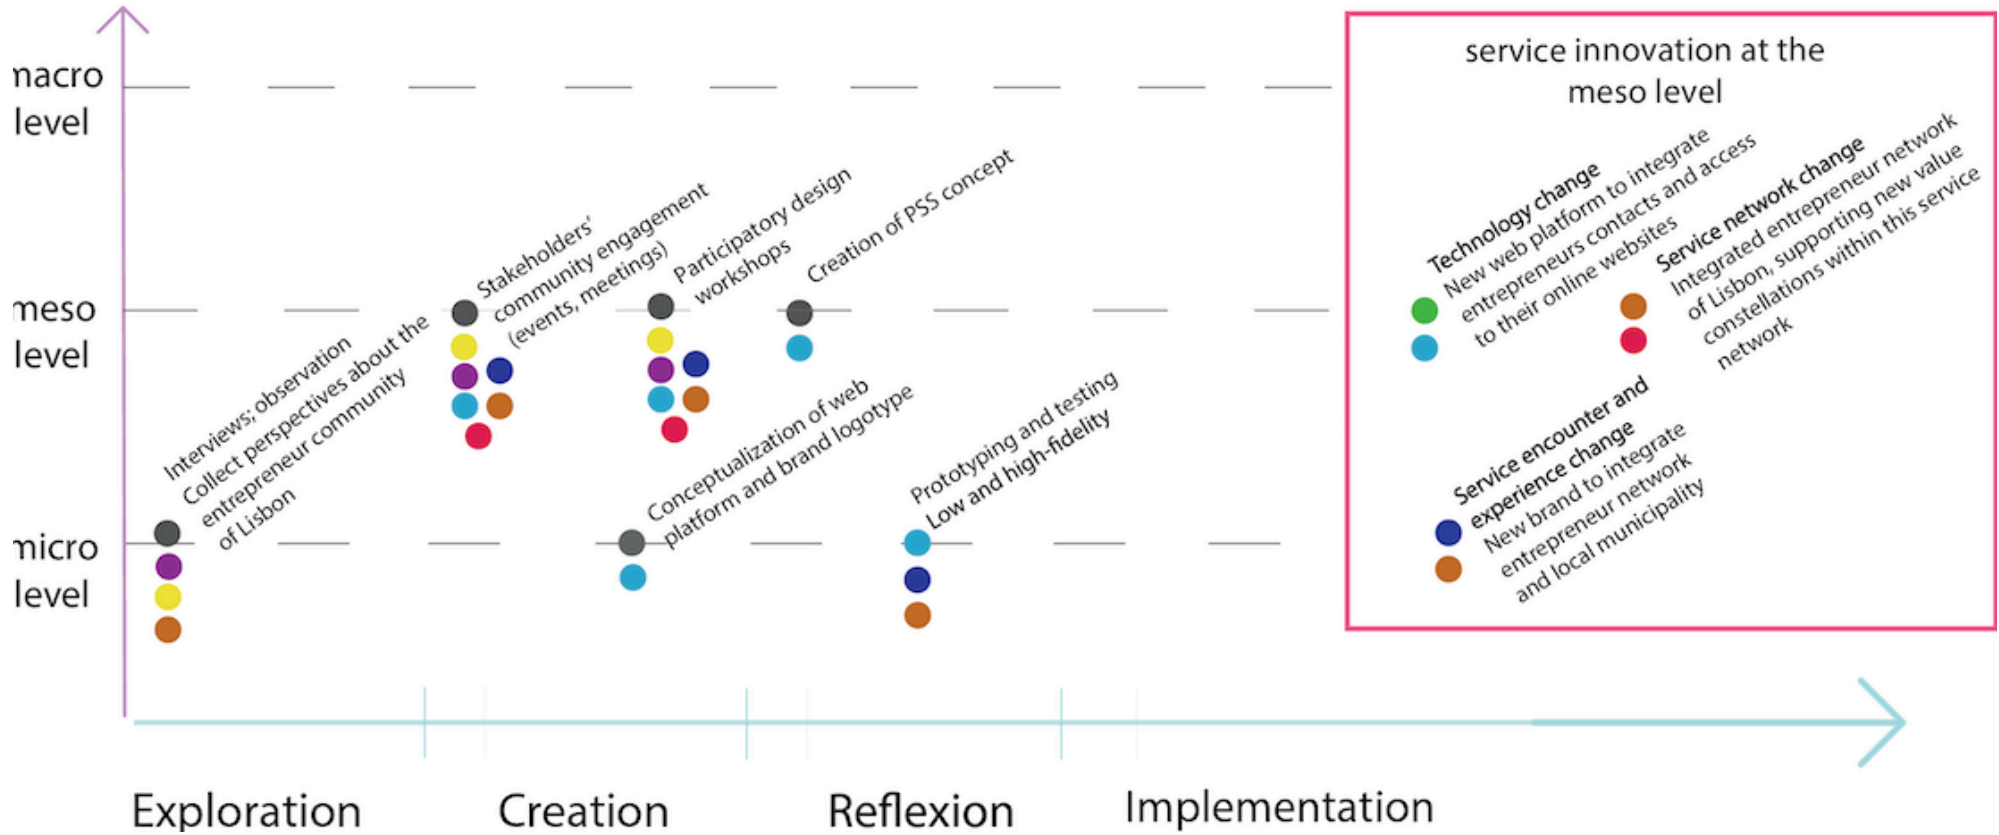 macro
level
meso
level
micro
level
Interviews; observation
Collect perspectives about the
entrepreneur community
of Lisbon
Stakeholders'
community engagement
(events, meetings)
Participatory design
workshops
Creation of PSS concept
Conceptualization of web
platform and brand logotype
Prototyping and testing
Low and high-fidelity
service innovation at the
meso level
Technology change
New web platform to integrate
entrepreneurs contacts and access
to their online websites
Service network change
Integrated entrepreneur network
of Lisbon, supporting new value
constellations within this service
network
Service encounter and
experience change
New brand to integrate
entrepreneur network
and local municipality
Exploration
Creation
Reflexion
Implementation